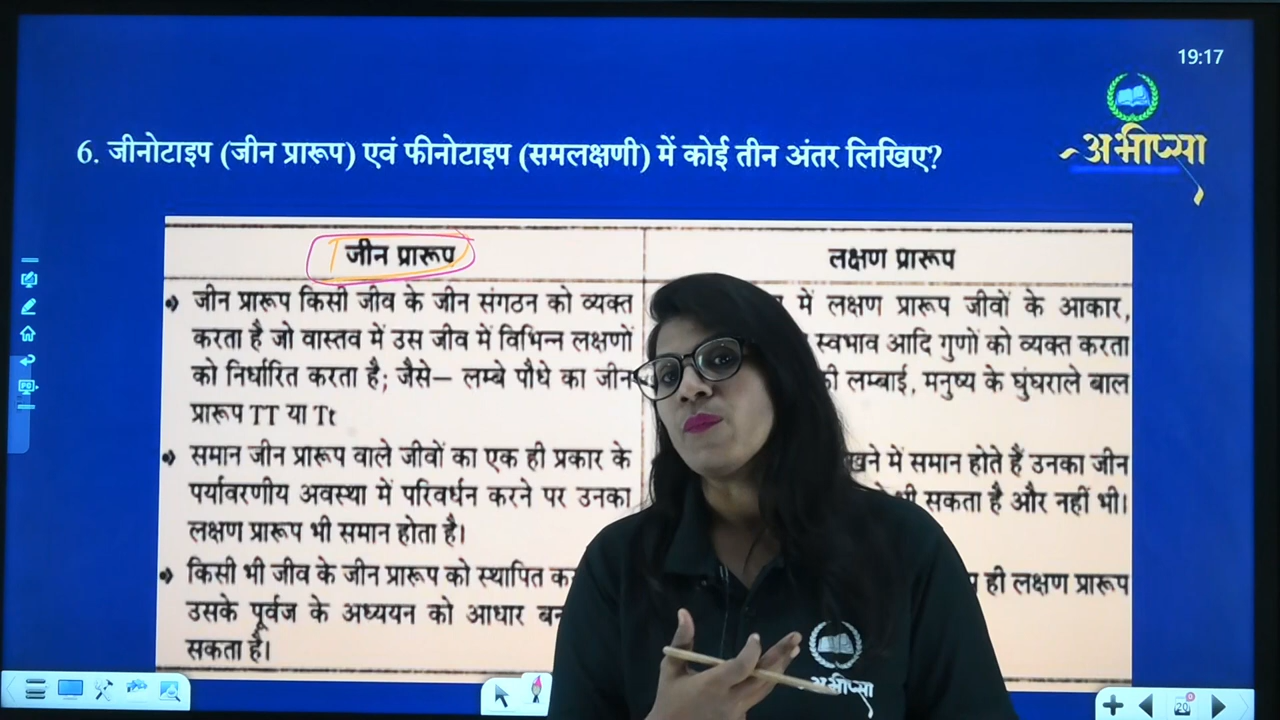 19:17
अभीप्सा
6. जीनोटाइप (जीन प्रारूप) एवं फीनोटाइप (समलक्षणी) में कोई तीन अंतर लिखिए?
जीन प्रारूप
लक्षण प्रारूप
जीन प्रारूप किसी जीव के जीन संगठन को व्यक्त
करता है जो वास्तव में उस जीव में विभिन्न लक्षणों
को निर्धारित करता है; जैसे– लम्बे पौधे का जीन
प्रारूप TT या Tt
समान जीन प्रारूप वाले जीवों का एक ही प्रकार के
पर्यावरणीय अवस्था में परिवर्धन करने पर उनका
लक्षण प्रारूप भी समान होता है।
किसी भी जीव के जीन प्रारूप को स्थापित
उसके पूर्वज के अध्ययन को आधार
सकता है।
में लक्षण प्रारूप जीवों के आकार,
स्वभाव आदि गुणों को व्यक्त करता
लम्बाई, मनुष्य के घुंघराले बाल
में समान होते हैं उनका जीन
सकता है और नहीं भी।
ही लक्षण प्रारूप
अभीप्सा
20